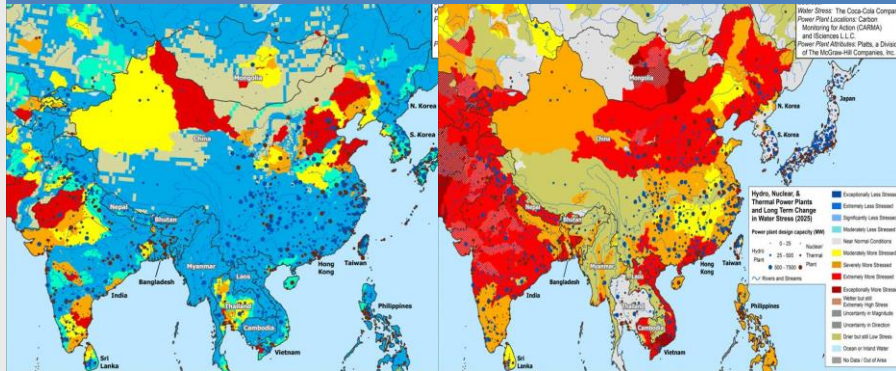 Mongolia
N. Korea
S. Korea
China
Nepal
Bhutan
Myanmar
Laos
Hong
Kong
Taiwan
India
Bangladesh
Thailand
Cambodia
Philippines
Vietnam
Sri
Lanka
Water Stress: The Coca-Cola Compan
Power Plant Locations: Carbon
Monitoring for Action (CARMA)
and ISciences L.L.C.
Power Plant Attributes: Platts, a Division
of The McGraw-Hill Companies, Inc.
Mongolia
N. Korea
Japan
S. Korea
China
Nepal
Bhutan
Myanmar
Laos
Hong
Kong
Taiwan
India
Bangladesh
Cambodia
Philippines
Vietnam
Sri
Lanka
Hydro, Nuclear, &
Thermal Power Plants
and Long Term Change
in Water Stress (2025)
Power plant design capacity (MW)
Hydro
Plant
0 - 25
25 - 500
500 - 7500
Nuclear
Thermal
Plant
Rivers and Streams
Exceptionally Less Stressed
Extremely Less Stressed
Significantly Less Stressed
Moderately Less Stressed
Near Normal Conditions
Moderately More Stressed
Severely More Stressed
Extremely More Stressed
Exceptionally More Stresse
Wetter but still
Extremely High Stress
Uncertainty in Magnitude
Uncertainty in Direction
Drier but still Low Stress
Ocean or Inland Water
No Data / Out of Area